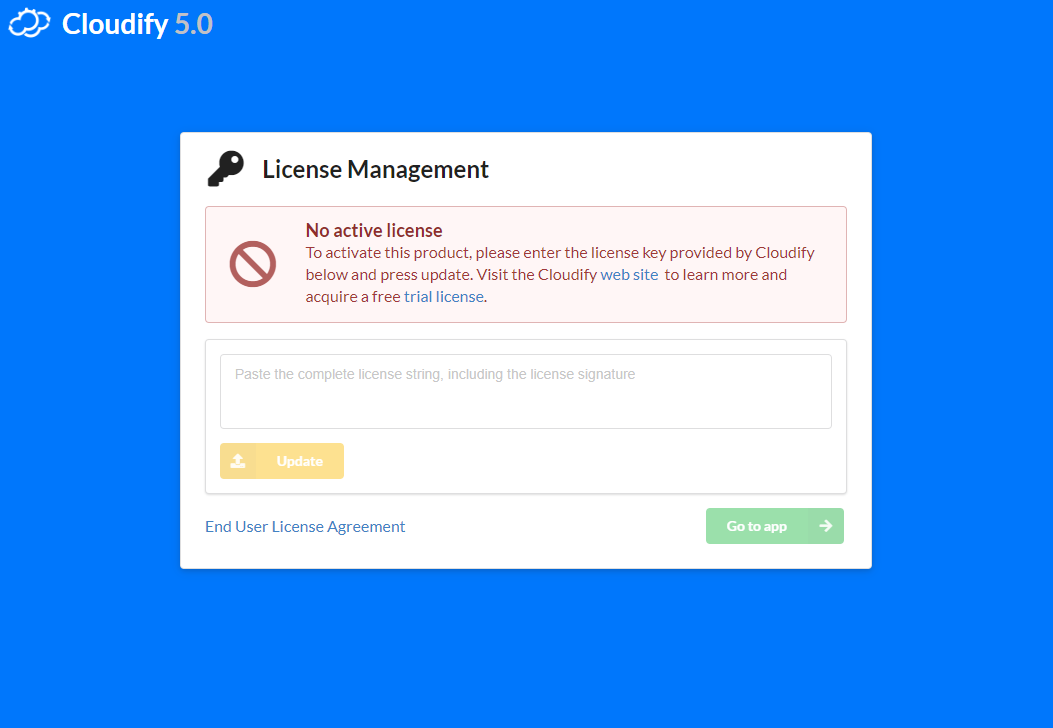 Cloudify 5.0
License Management
No active license
To activate this product, please enter the license key provided by Cloudify
below and press update. Visit the Cloudify web site to learn more and
acquire a free trial license.
Paste the complete license string, including the license signature
Update
End User License Agreement
Go to app